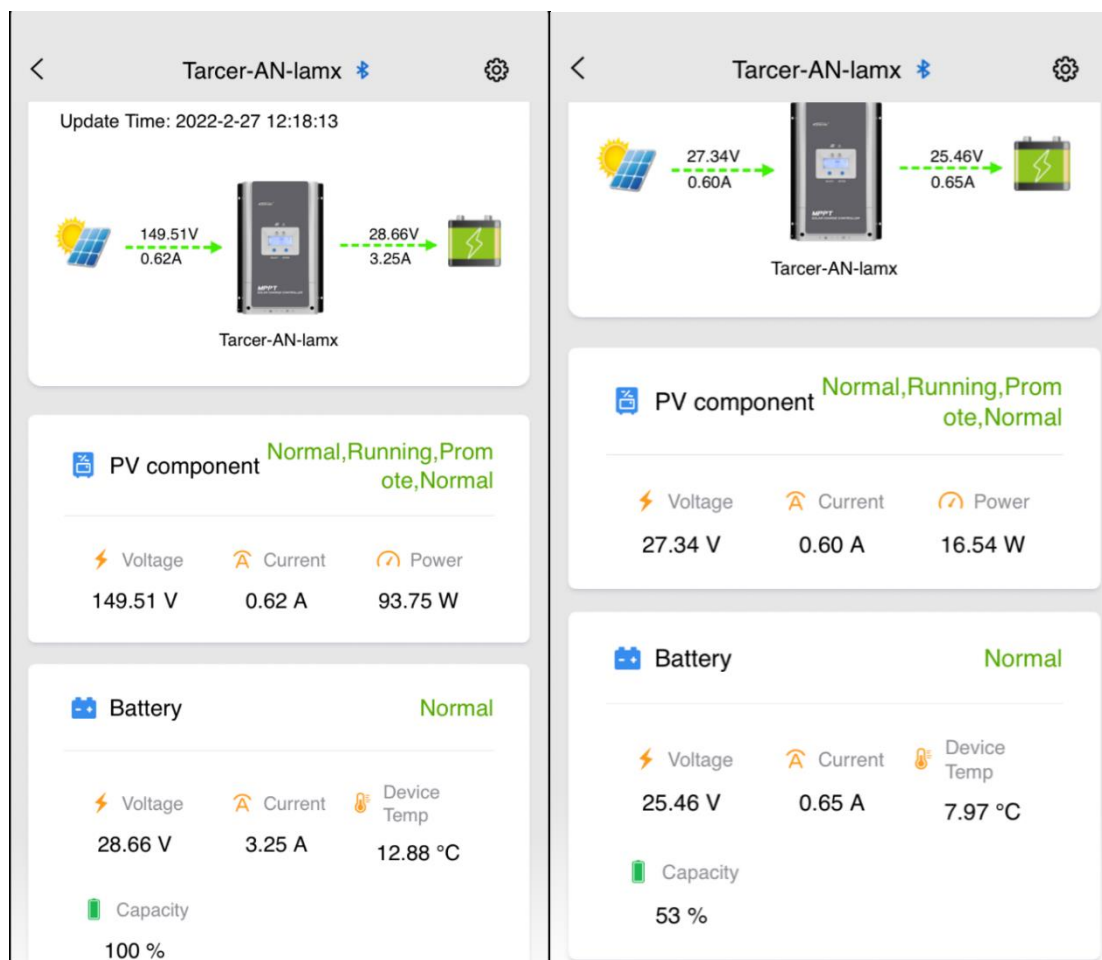 Tarcer-AN-lamx
Update Time: 2022-2-27 12:18:13
149.51V
0.62A
28.66V
3.25A
MPPT
Tarcer-AN-lamx
PV component
Normal,Running,Prom
ote,Normal
Voltage Current Power
149.51 V 0.62 A 93.75 W
Battery Normal
Voltage Current Device
Temp
28.66 V 3.25 A 12.88 °C
Capacity
100 %
Tarcer-AN-lamx
27.34V
0.60A
25.46V
0.65A
MPPT
Tarcer-AN-lamx
PV component
Normal,Running,Prom
ote,Normal
Voltage Current Power
27.34 V 0.60 A 16.54 W
Battery Normal
Voltage Current Device
Temp
25.46 V 0.65 A 7.97 °C
Capacity
53 %